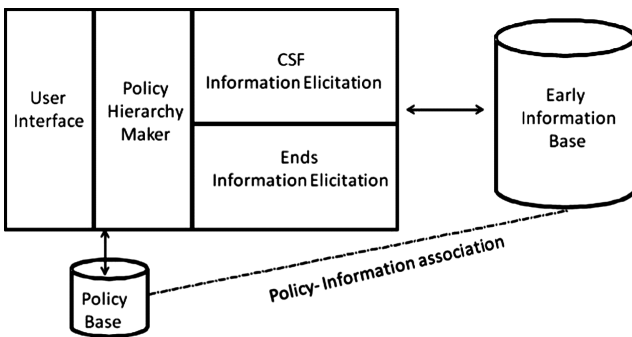 User
Interface
Policy
Hierarchy
Maker
CSF
Information Elicitation
Ends
Information Elicitation
Early
Information
Base
Policy
Base
Policy- Information association